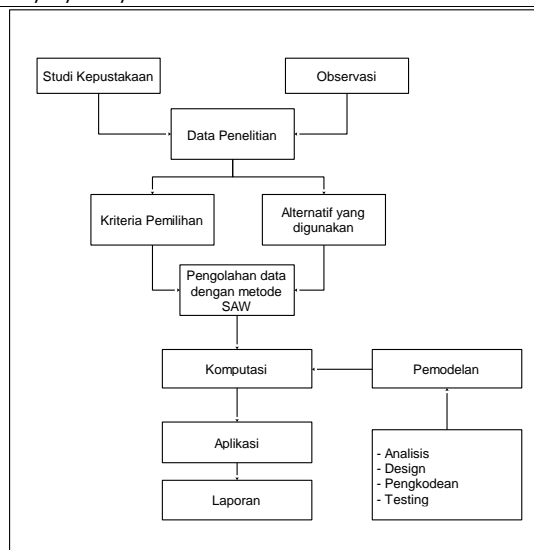 Studi Kepustakaan
Observasi
Data Penelitian
Kriteria Pemilihan
Alternatif yang
digunakan
Pengolahan data
dengan metode
SAW
Komputasi
Pemodelan
Aplikasi
- Analisis
- Design
- Pengkodean
- Testing
Laporan